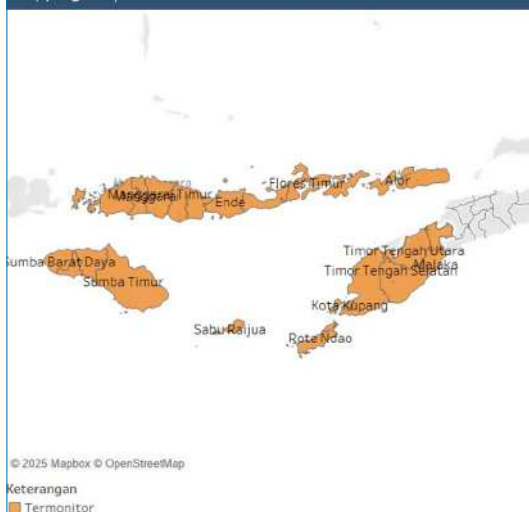 Flores Timur
Alor
Manggarai Timur
Ende
Timor Tengah Utara
Malaka
Sumba Barat Daya
Timor Tengah Selatan
Sumba Timur
Kota Kupang
Sabu Raijua
Rote Ndao
© 2025 Mapbox © OpenStreetMap
Keterangan
Termonitor